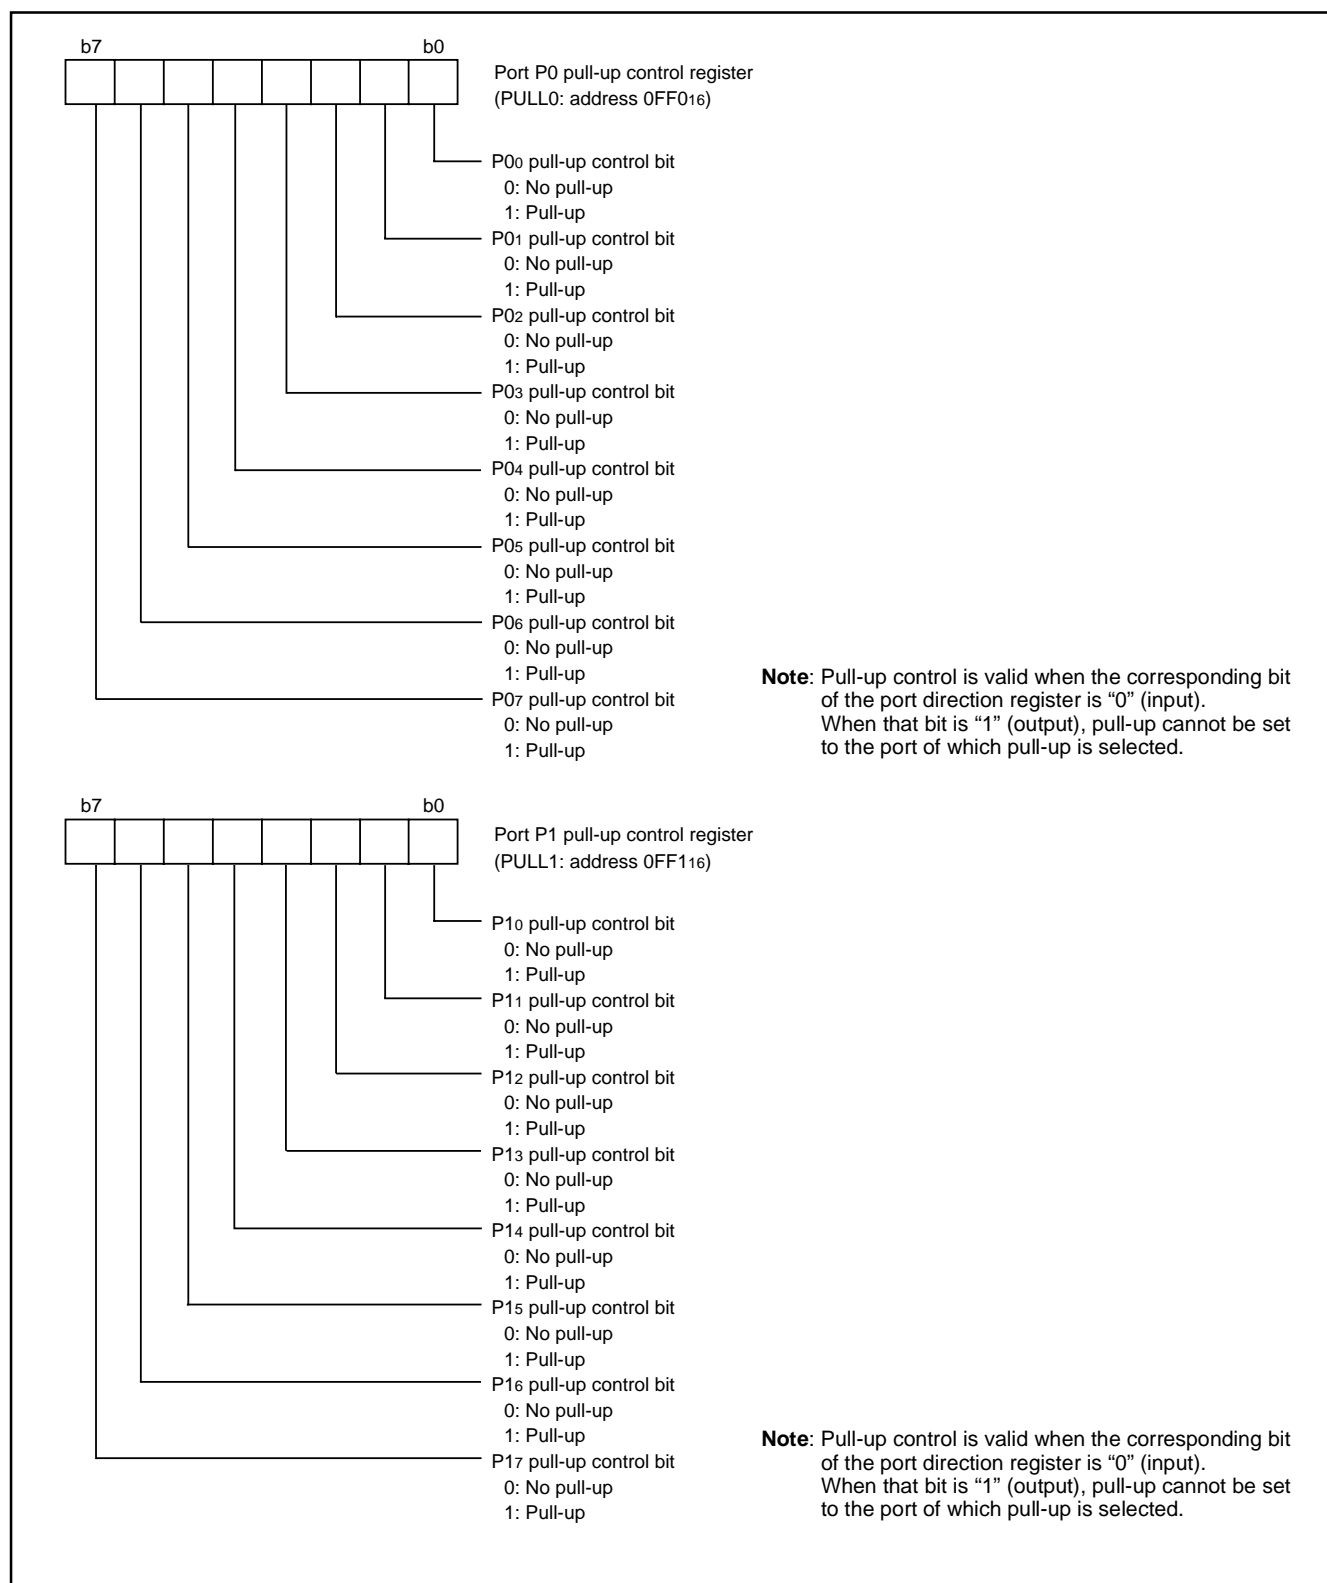 b7 b0
Port P0 pull-up control register
(PULL0: address 0FF016)
P00 pull-up control bit
0: No pull-up
1: Pull-up
P01 pull-up control bit
0: No pull-up
1: Pull-up
P02 pull-up control bit
0: No pull-up
1: Pull-up
P03 pull-up control bit
0: No pull-up
1: Pull-up
P04 pull-up control bit
0: No pull-up
1: Pull-up
P05 pull-up control bit
0: No pull-up
1: Pull-up
P06 pull-up control bit
0: No pull-up
1: Pull-up
P07 pull-up control bit
0: No pull-up
1: Pull-up
Note: Pull-up control is valid when the corresponding bit
of the port direction register is “0” (input).
When that bit is “1” (output), pull-up cannot be set
to the port of which pull-up is selected.
b7 b0
Port P1 pull-up control register
(PULL1: address 0FF116)
P10 pull-up control bit
0: No pull-up
1: Pull-up
P11 pull-up control bit
0: No pull-up
1: Pull-up
P12 pull-up control bit
0: No pull-up
1: Pull-up
P13 pull-up control bit
0: No pull-up
1: Pull-up
P14 pull-up control bit
0: No pull-up
1: Pull-up
P15 pull-up control bit
0: No pull-up
1: Pull-up
P16 pull-up control bit
0: No pull-up
1: Pull-up
P17 pull-up control bit
0: No pull-up
1: Pull-up
Note: Pull-up control is valid when the corresponding bit
of the port direction register is “0” (input).
When that bit is “1” (output), pull-up cannot be set
to the port of which pull-up is selected.